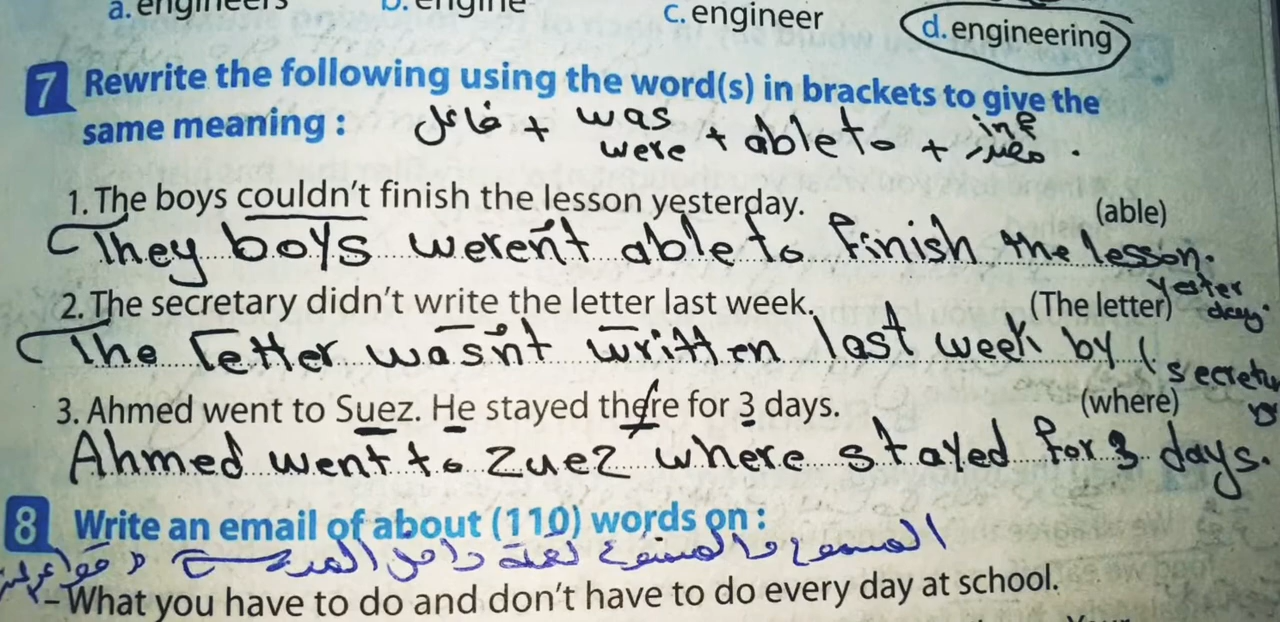 a. engineers b. engine c. engineer d. engineering
7 Rewrite the following using the word(s) in brackets to give the
same meaning :
فاعل + was were + able to + ing مصدر .
1. The boys couldn't finish the lesson yesterday. (able)
They boys weren't able to finish the lesson. yester day.
2. The secretary didn't write the letter last week. (The letter)
The letter wasn't written last week by (
3. Ahmed went to Suez. He stayed there for 3 days. (where)
Ahmed went to Zuez where stayed for 3 days.
8 Write an email of about (110) words on :
المسموح والممنوع داخل المدرسة
– What you have to do and don't have to do every day at school.